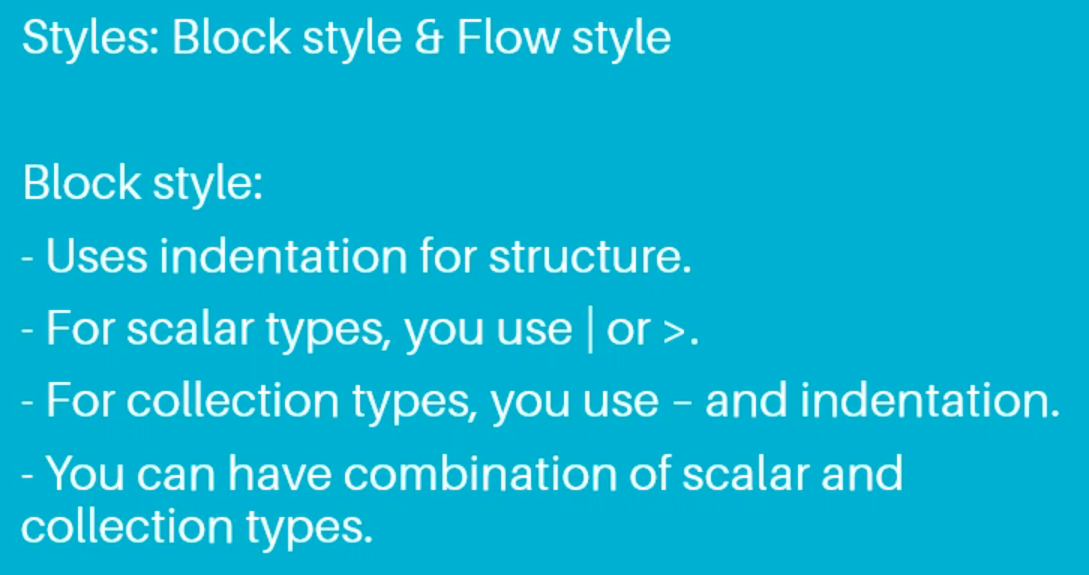 Styles: Block style & Flow style
Block style:
- Uses indentation for structure.
- For scalar types, you use | or >.
- For collection types, you use – and indentation.
- You can have combination of scalar and
collection types.